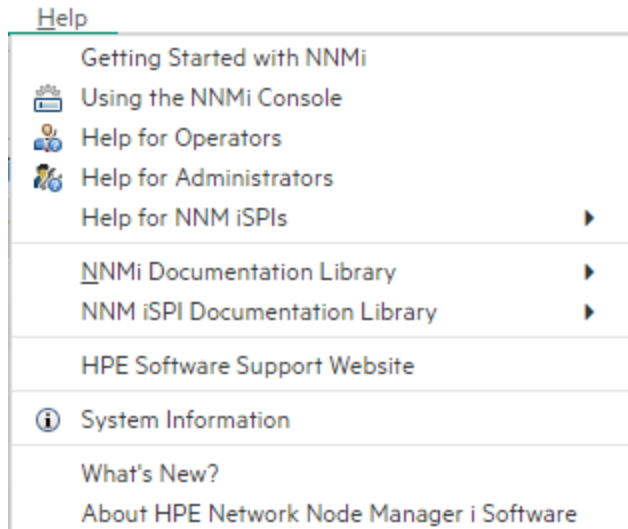 Help
Getting Started with NNMi
Using the NNMi Console
Help for Operators
Help for Administrators
Help for NNM iSPIs
NNMi Documentation Library
NNM iSPI Documentation Library
HPE Software Support Website
System Information
What's New?
About HPE Network Node Manager i Software